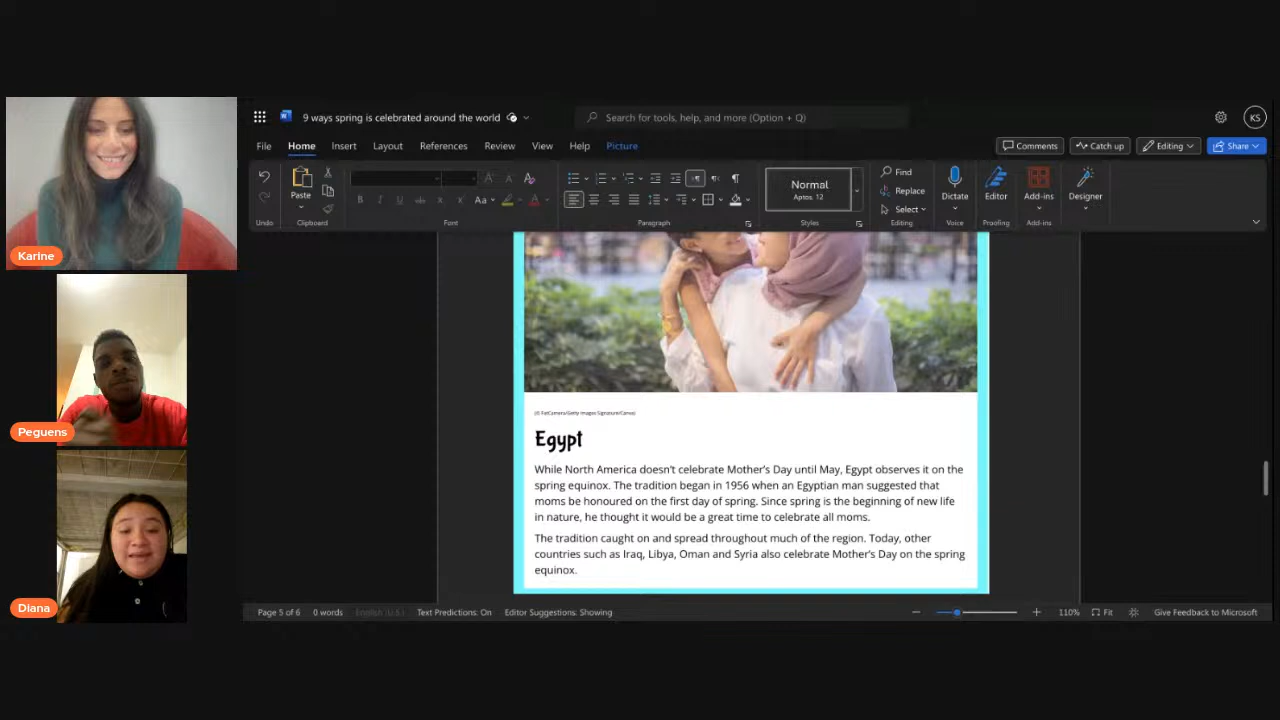 9 ways spring is celebrated around the world
Search for tools, help, and more (Option + Q)
KS
File Home Insert Layout References Review View Help Picture
Comments Catch up Editing Share
Undo
Paste
Clipboard
B I U ab x x Aa A
Font
Paragraph
Normal
Aptos: 12
Styles
Find
Replace
Select
Editing
Dictate
Voice
Editor
Proofing
Add-ins
Add-ins
Designer
Karine
Peguens
Diana
Egypt
While North America doesn't celebrate Mother's Day until May, Egypt observes it on the
spring equinox. The tradition began in 1956 when an Egyptian man suggested that
moms be honoured on the first day of spring. Since spring is the beginning of new life
in nature, he thought it would be a great time to celebrate all moms.
The tradition caught on and spread throughout much of the region. Today, other
countries such as Iraq, Libya, Oman and Syria also celebrate Mother's Day on the spring
equinox.
Page 5 of 6 0 words English (U.S.) Text Predictions: On Editor Suggestions: Showing 110% Fit Give Feedback to Microsoft